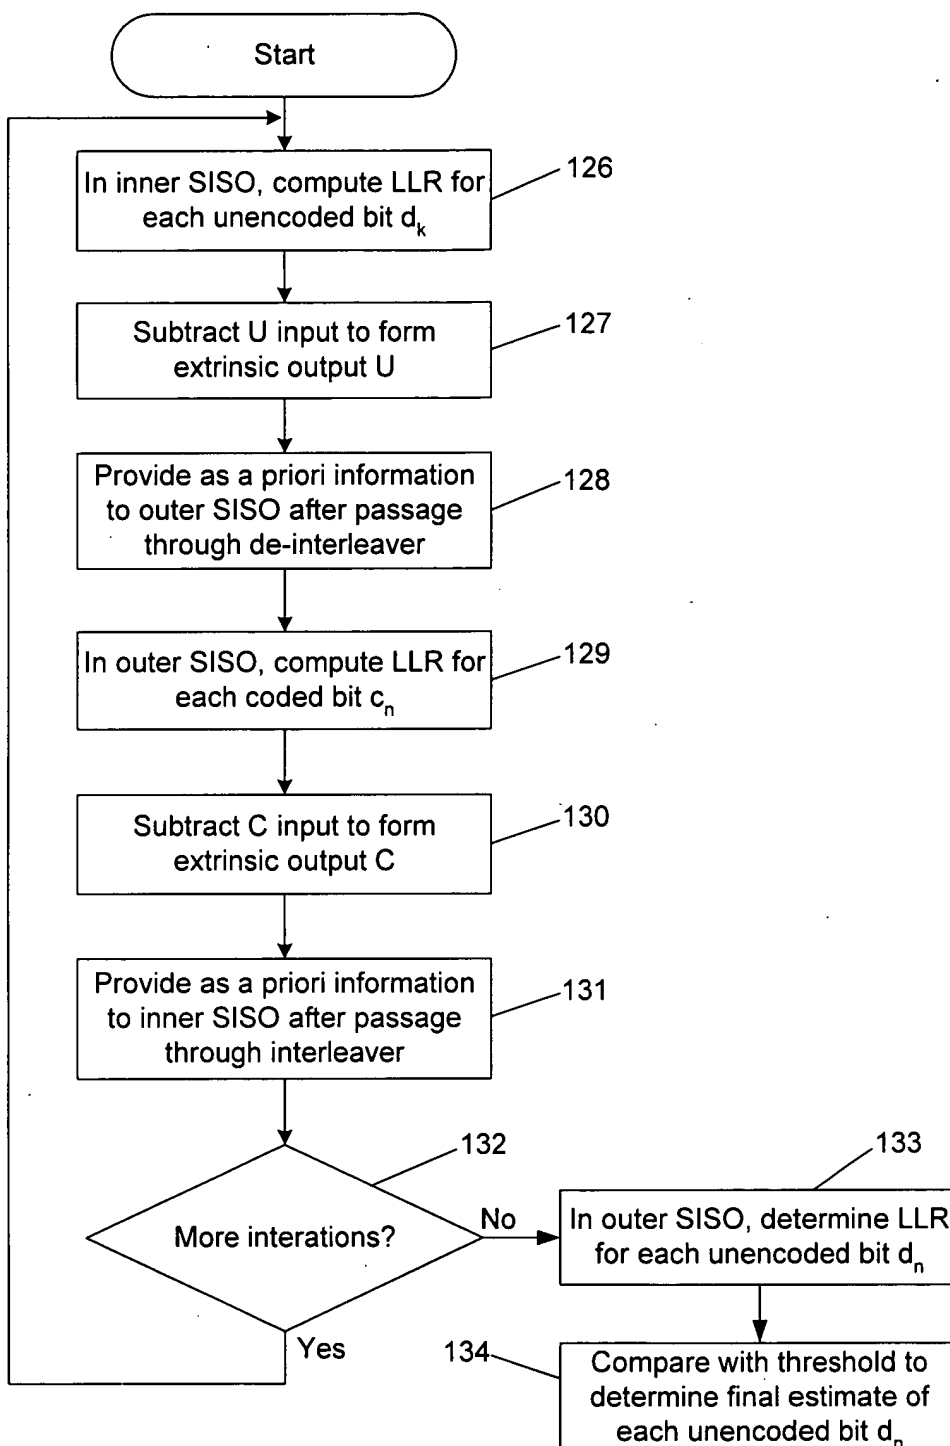 Start
In inner SISO, compute LLR for
each unencoded bit dk
126
Subtract U input to form
extrinsic output U
127
Provide as a priori information
to outer SISO after passage
through de-interleaver
128
In outer SISO, compute LLR for
each coded bit cn
129
Subtract C input to form
extrinsic output C
130
Provide as a priori information
to inner SISO after passage
through interleaver
131
More interations?
132
No
Yes
In outer SISO, determine LLR
for each unencoded bit dn
133
Compare with threshold to
determine final estimate of
each unencoded bit dn
134